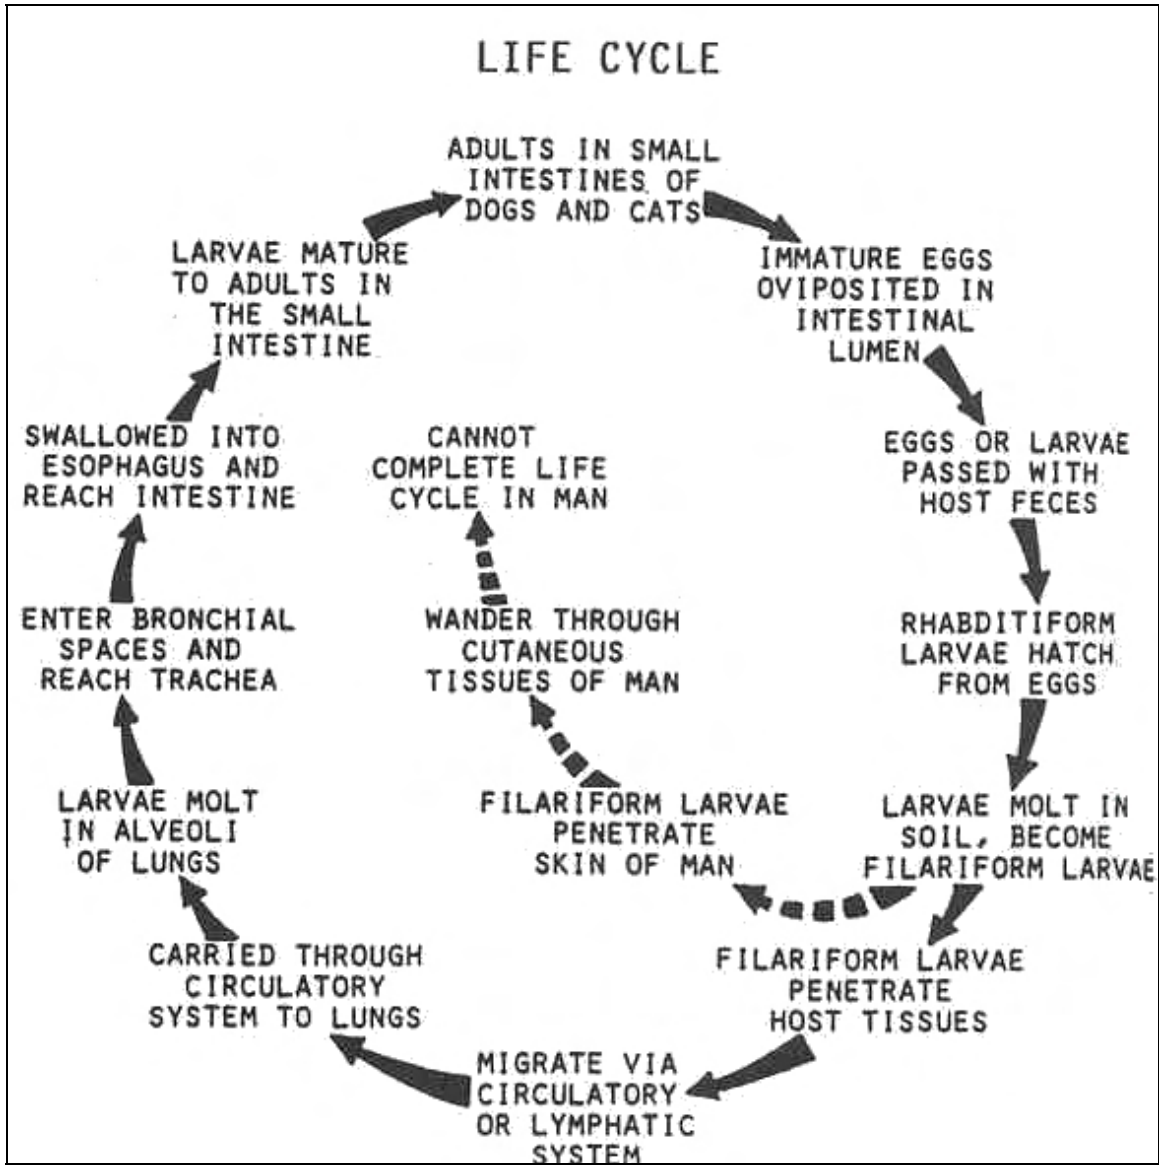 LIFE CYCLE
ADULTS IN SMALL
INTESTINES OF
DOGS AND CATS
IMMATURE EGGS
OVIPOSITED IN
INTESTINAL
LUMEN
EGGS OR LARVAE
PASSED WITH
HOST FECES
RHABDITIFORM
LARVAE HATCH
FROM EGGS
LARVAE MOLT IN
SOIL, BECOME
FILARIFORM LARVAE
FILARIFORM LARVAE
PENETRATE
HOST TISSUES
MIGRATE VIA
CIRCULATORY
OR LYMPHATIC
SYSTEM
CARRIED THROUGH
CIRCULATORY
SYSTEM TO LUNGS
LARVAE MOLT
IN ALVEOLI
OF LUNGS
ENTER BRONCHIAL
SPACES AND
REACH TRACHEA
SWALLOWED INTO
ESOPHAGUS AND
REACH INTESTINE
LARVAE MATURE
TO ADULTS IN
THE SMALL
INTESTINE
FILARIFORM LARVAE
PENETRATE
SKIN OF MAN
WANDER THROUGH
CUTANEOUS
TISSUES OF MAN
CANNOT
COMPLETE LIFE
CYCLE IN MAN